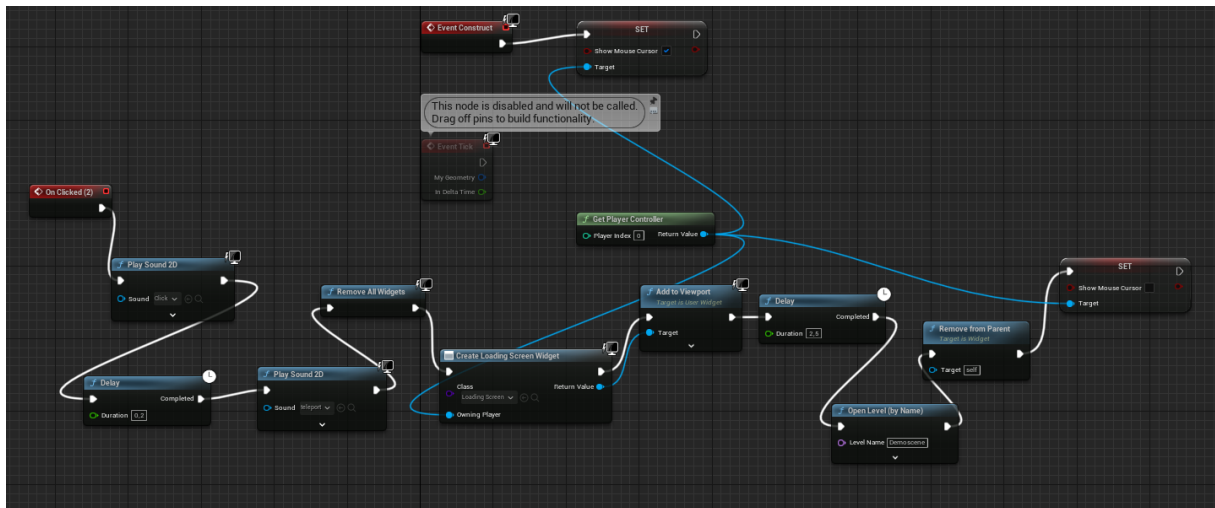 Event Construct
SET
Show Mouse Cursor
Target
This node is disabled and will not be called.
Drag off pins to build functionality.
Event Tick
My Geometry
In Delta Time
On Clicked (2)
Play Sound 2D
Sound Click
Delay
Completed
Duration 0,2
Play Sound 2D
Sound teleport
Remove All Widgets
Create Loading Screen Widget
Class
Loading Screen
Return Value
Owning Player
Get Player Controller
Player Index 0
Return Value
Add to Viewport
Target is User Widget
Target
Delay
Completed
Duration 2,5
Open Level (by Name)
Level Name Demoscene
Remove from Parent
Target is Widget
Target self
SET
Show Mouse Cursor
Target